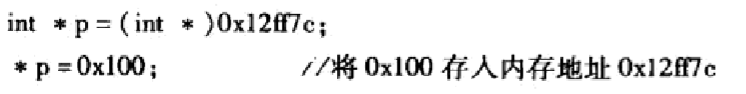 int * p = (int * )0x12ff7c;
* p = 0x100; //将 0x100 存入内存地址 0x12ff7c